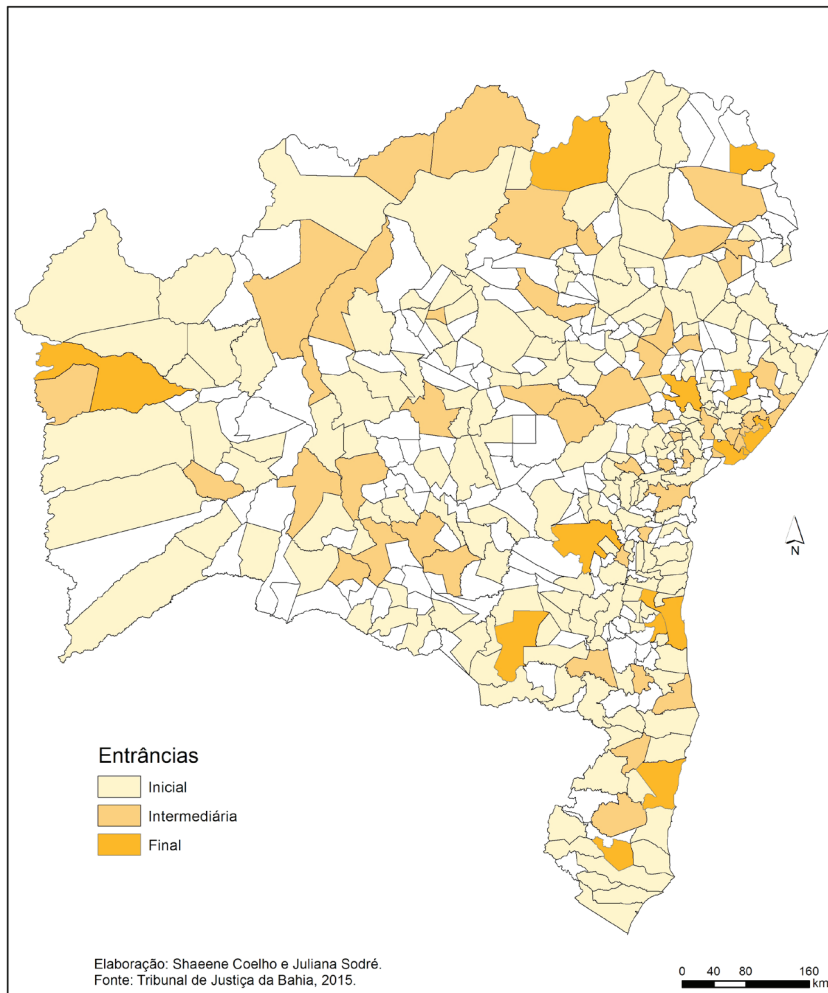 N
Entrâncias
Inicial
Intermediária
Final
Elaboração: Shaeene Coelho e Juliana Sodré.
Fonte: Tribunal de Justiça da Bahia, 2015.
0 40 80 160
km